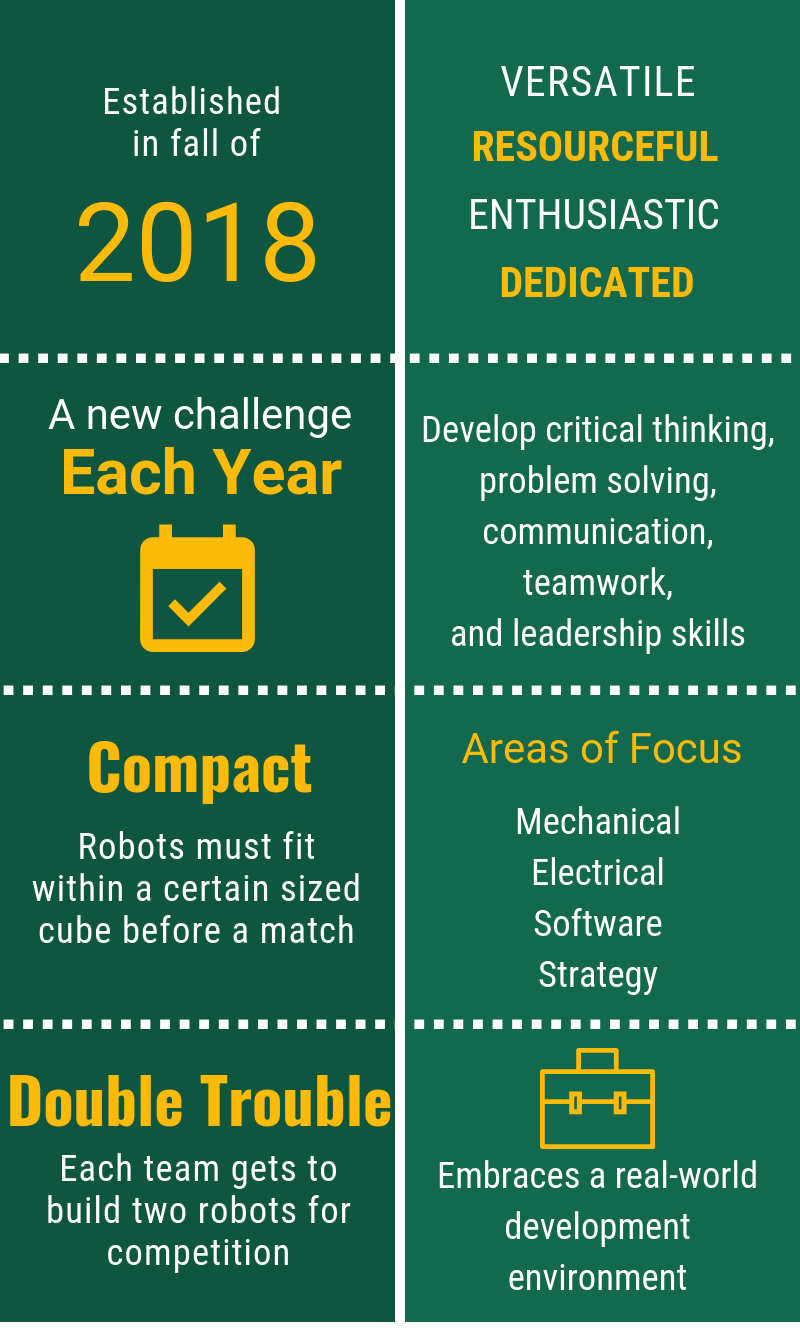 Established
in fall of
2018
VERSATILE
RESOURCEFUL
ENTHUSIASTIC
DEDICATED
A new challenge
Each Year
Develop critical thinking,
problem solving,
communication,
teamwork,
and leadership skills
Compact
Robots must fit
within a certain sized
cube before a match
Areas of Focus
Mechanical
Electrical
Software
Strategy
Double Trouble
Each team gets to
build two robots for
competition
Embraces a real-world
development
environment